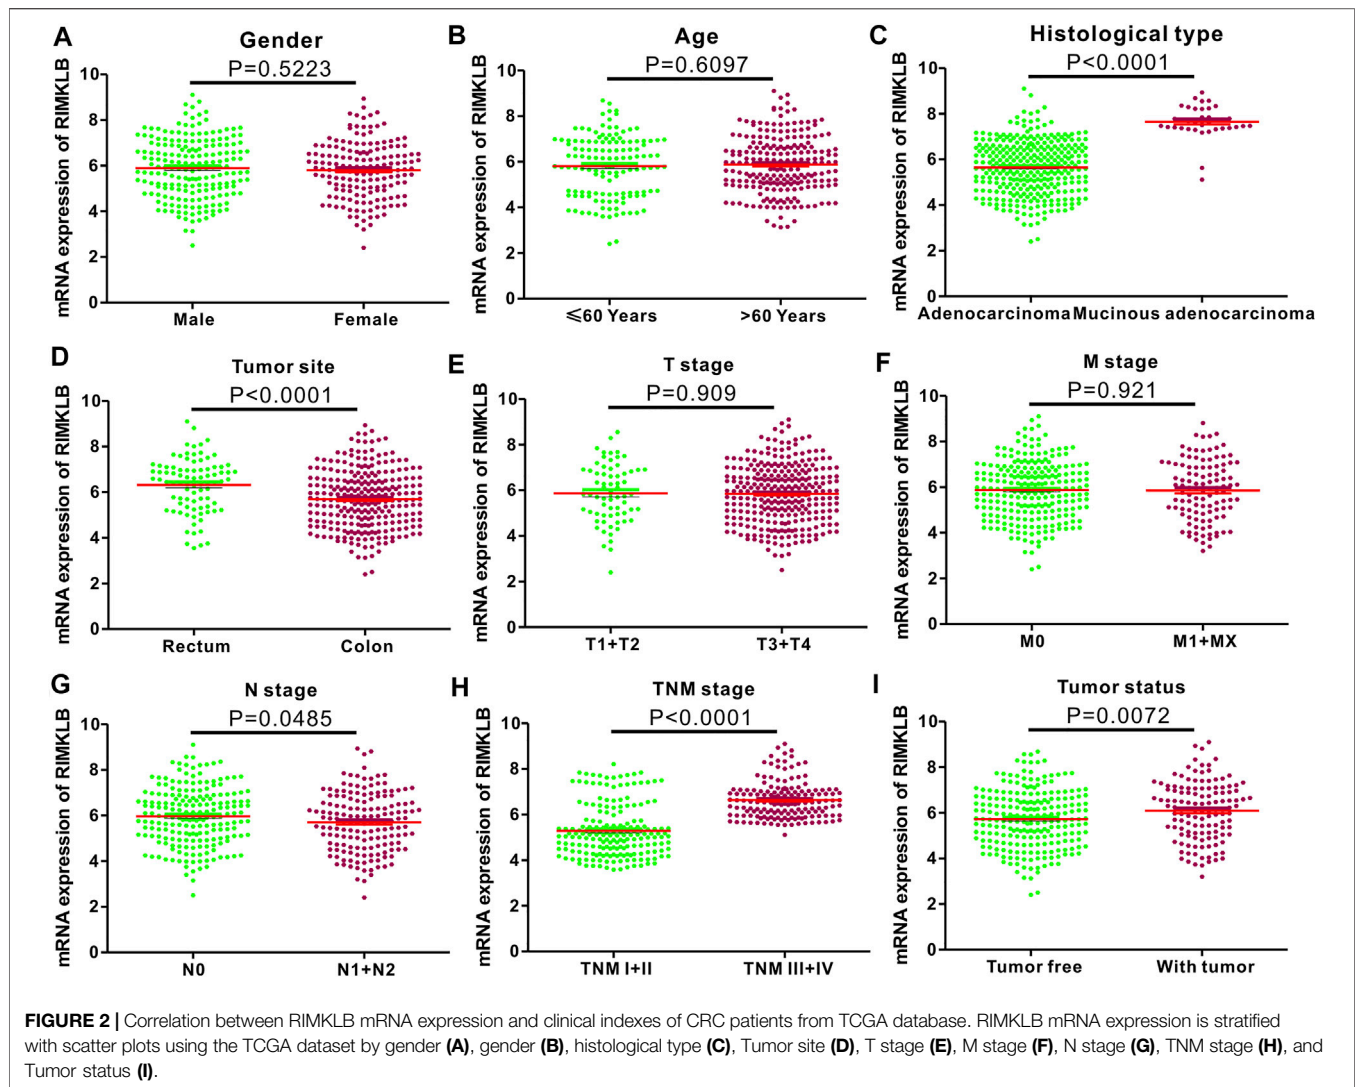 A
Gender
P=0.5223
mRNA expression of RIMKLB
10
8
6
4
2
0
Male Female
B
Age
P=0.6097
mRNA expression of RIMKLB
10
8
6
4
2
0
⩽60 Years >60 Years
C
Histological type
P<0.0001
mRNA expression of RIMKLB
10
8
6
4
2
0
Adenocarcinoma Mucinous adenocarcinoma
D
Tumor site
P<0.0001
mRNA expression of RIMKLB
10
8
6
4
2
0
Rectum Colon
E
T stage
P=0.909
mRNA expression of RIMKLB
10
8
6
4
2
0
T1+T2 T3+T4
F
M stage
P=0.921
mRNA expression of RIMKLB
10
8
6
4
2
0
M0 M1+MX
G
N stage
P=0.0485
mRNA expression of RIMKLB
10
8
6
4
2
0
N0 N1+N2
H
TNM stage
P<0.0001
mRNA expression of RIMKLB
10
8
6
4
2
0
TNM I+II TNM III+IV
I
Tumor status
P=0.0072
mRNA expression of RIMKLB
10
8
6
4
2
0
Tumor free With tumor
FIGURE 2 | Correlation between RIMKLB mRNA expression and clinical indexes of CRC patients from TCGA database. RIMKLB mRNA expression is stratified
with scatter plots using the TCGA dataset by gender (A), gender (B), histological type (C), Tumor site (D), T stage (E), M stage (F), N stage (G), TNM stage (H), and
Tumor status (I).